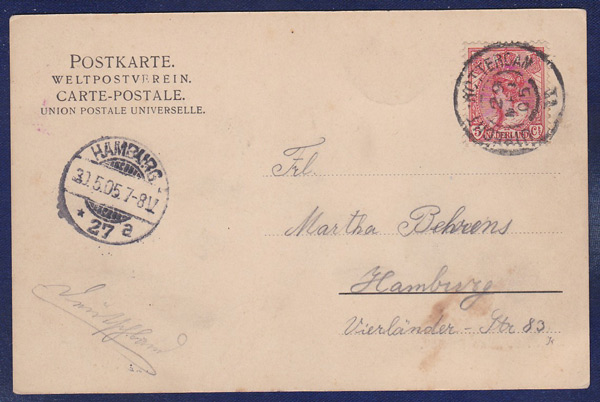 POSTKARTE.
WELTPOSTVEREIN.
CARTE-POSTALE.
UNION POSTALE UNIVERSELLE.
ROTTERDAM
NEDERLAND
HAMBURG
30.5.05.7-8V.
* 27 a
Frl.
Martha Behrens
Hamburg
Vierländer-Str 83